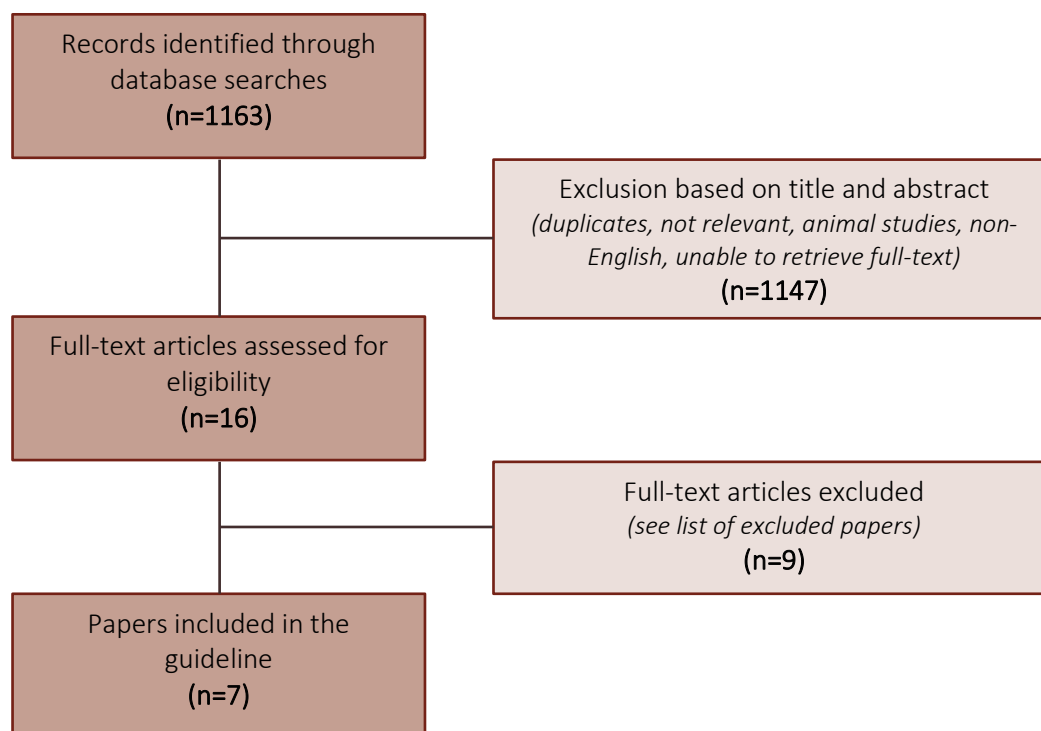 Records identified through
database searches
(n=1163)
Exclusion based on title and abstract
(duplicates, not relevant, animal studies, non-
English, unable to retrieve full-text)
(n=1147)
Full-text articles assessed for
eligibility
(n=16)
Full-text articles excluded
(see list of excluded papers)
(n=9)
Papers included in the
guideline
(n=7)